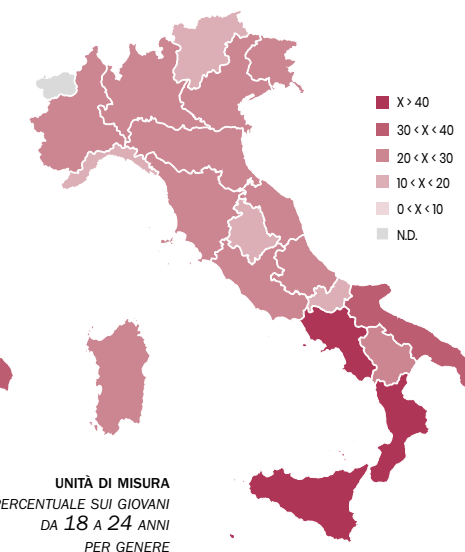 X > 40
30 < X < 40
20 < X < 30
10 < X < 20
0 < X < 10
N.D.
UNITÀ DI MISURA
PERCENTUALE SUI GIOVANI
DA 18 A 24 ANNI
PER GENERE